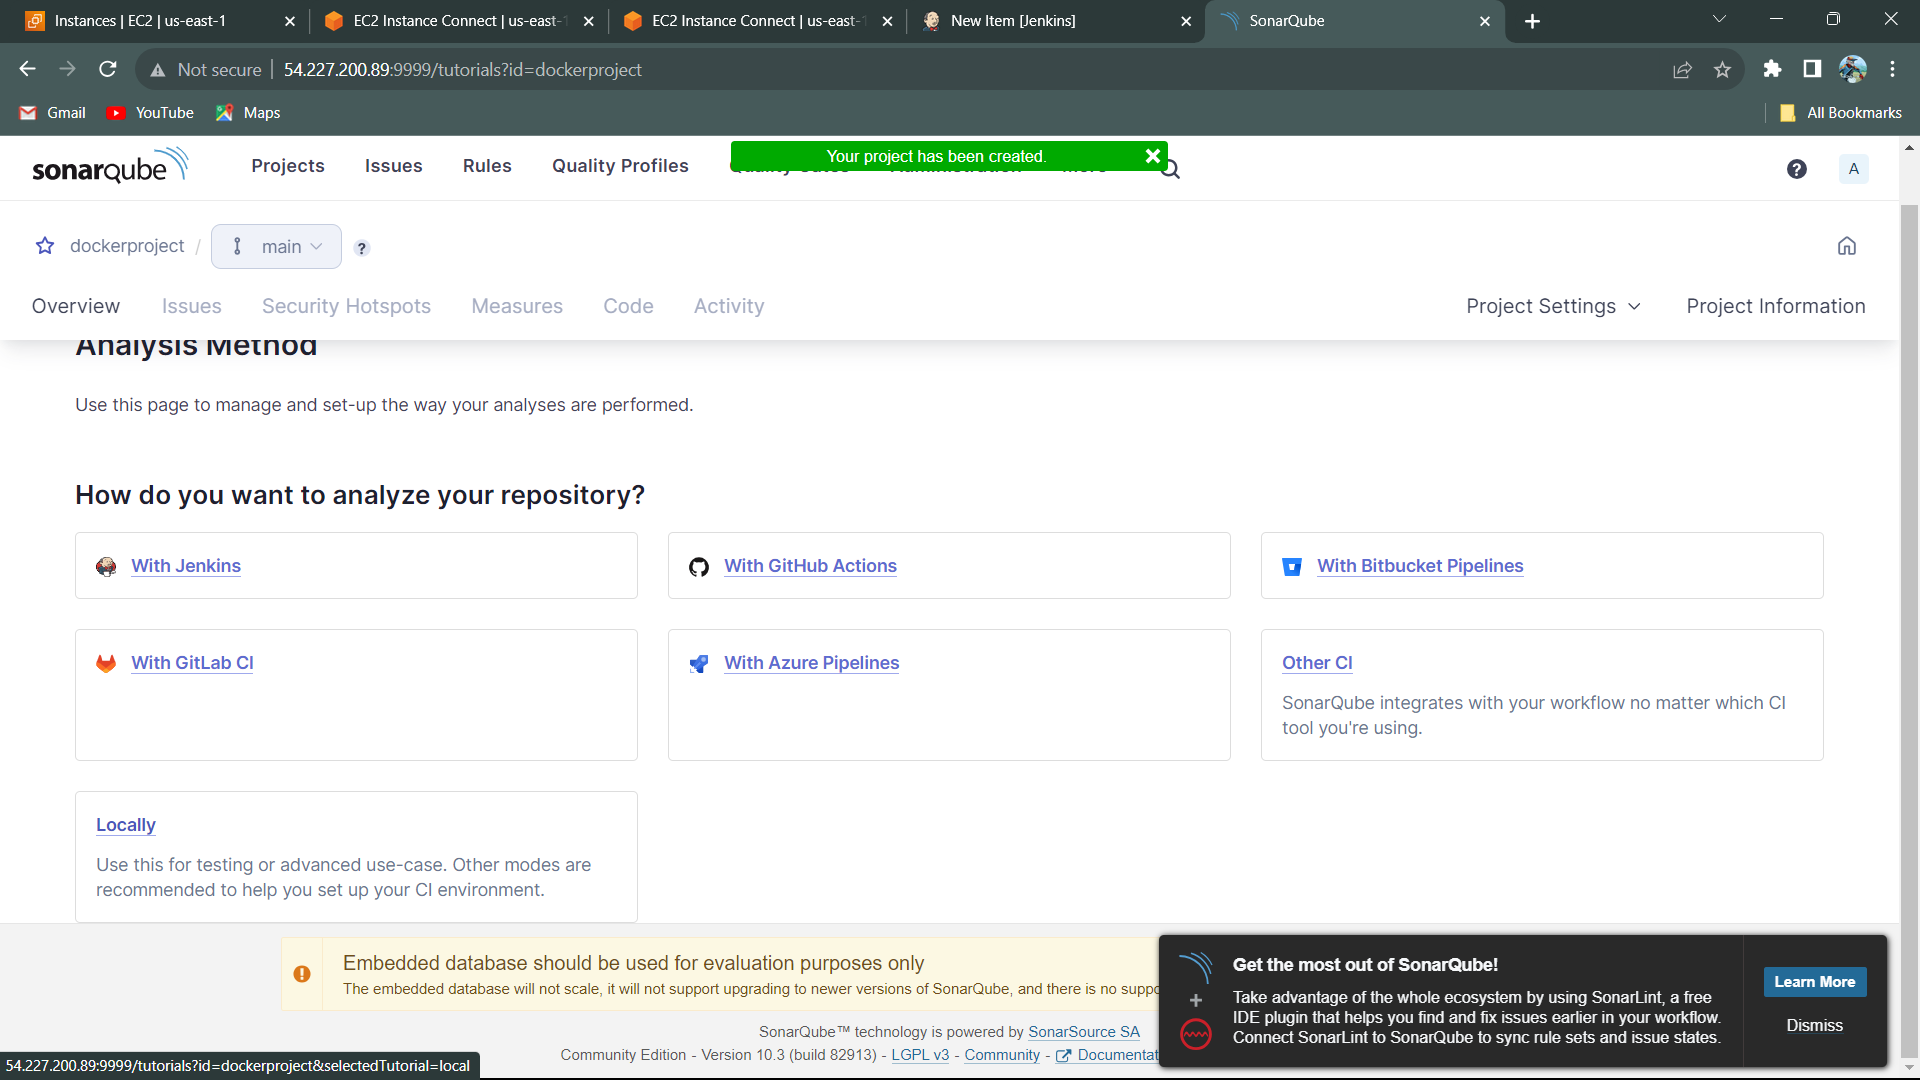 Instances | EC2 | us-east-1
EC2 Instance Connect | us-east-1
EC2 Instance Connect | us-east-1
New Item [Jenkins]
SonarQube
Not secure
54.227.200.89:9999/tutorials?id=dockerproject
Gmail
YouTube
Maps
All Bookmarks
sonarqube
Projects
Issues
Rules
Quality Profiles
Your project has been created.
A
dockerproject /
main
Overview
Issues
Security Hotspots
Measures
Code
Activity
Project Settings
Project Information
Analysis Method
Use this page to manage and set-up the way your analyses are performed.
How do you want to analyze your repository?
With Jenkins
With GitHub Actions
With Bitbucket Pipelines
With GitLab CI
With Azure Pipelines
Other CI
SonarQube integrates with your workflow no matter which CI
tool you're using.
Locally
Use this for testing or advanced use-case. Other modes are
recommended to help you set up your CI environment.
Embedded database should be used for evaluation purposes only
The embedded database will not scale, it will not support upgrading to newer versions of SonarQube, and there is no suppo
SonarQube™ technology is powered by SonarSource SA
Community Edition - Version 10.3 (build 82913) - LGPL v3 - Community - Documentat
Get the most out of SonarQube!
Take advantage of the whole ecosystem by using SonarLint, a free
IDE plugin that helps you find and fix issues earlier in your workflow.
Connect SonarLint to SonarQube to sync rule sets and issue states.
Learn More
Dismiss
54.227.200.89:9999/tutorials?id=dockerproject&selectedTutorial=local